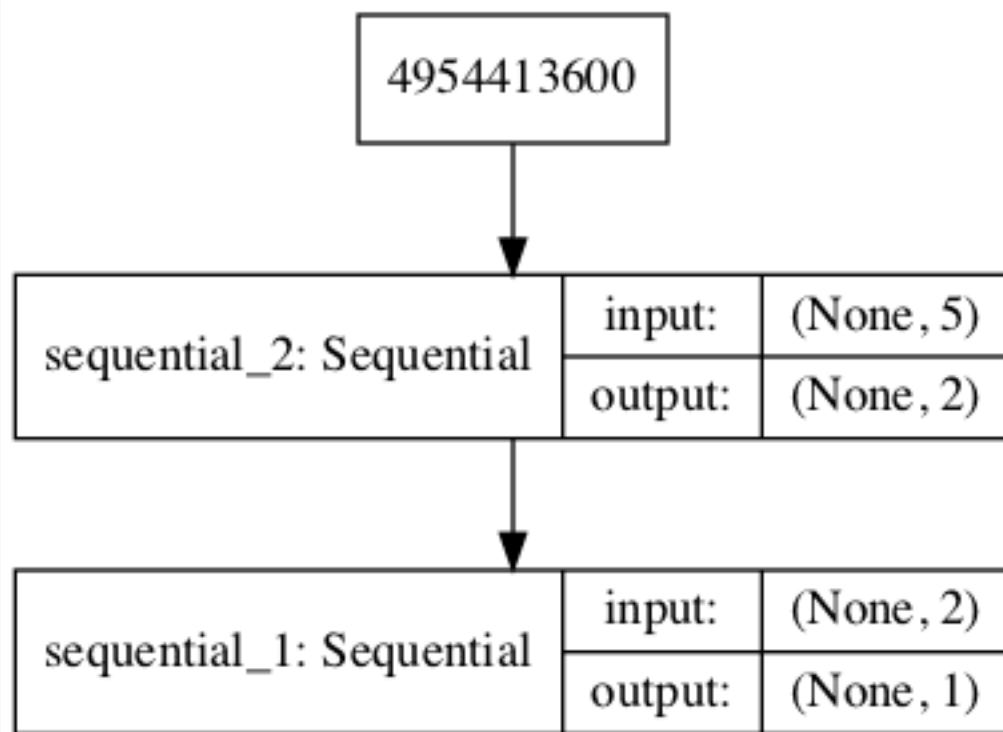 4954413600
sequential_2: Sequential
input: (None, 5)
output: (None, 2)
sequential_1: Sequential
input: (None, 2)
output: (None, 1)